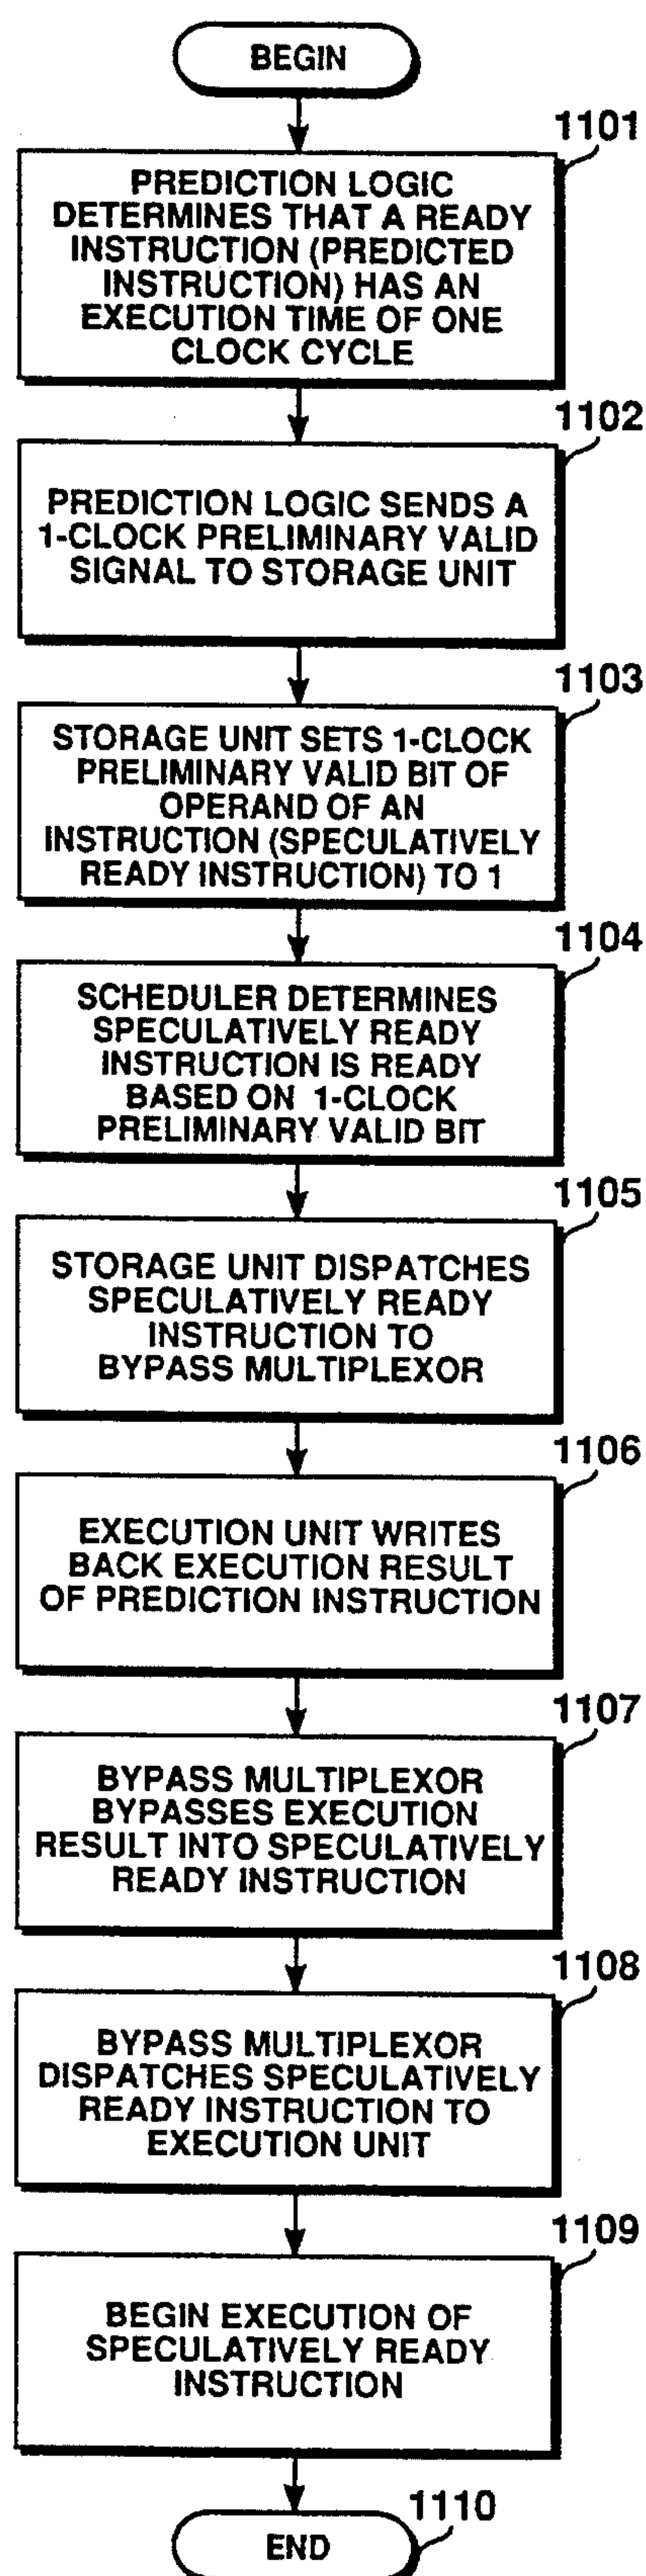 BEGIN
1101
PREDICTION LOGIC
DETERMINES THAT A READY
INSTRUCTION (PREDICTED
INSTRUCTION) HAS AN
EXECUTION TIME OF ONE
CLOCK CYCLE
1102
PREDICTION LOGIC SENDS A
1-CLOCK PRELIMINARY VALID
SIGNAL TO STORAGE UNIT
1103
STORAGE UNIT SETS 1-CLOCK
PRELIMINARY VALID BIT OF
OPERAND OF AN
INSTRUCTION (SPECULATIVELY
READY INSTRUCTION) TO 1
1104
SCHEDULER DETERMINES
SPECULATIVELY READY
INSTRUCTION IS READY
BASED ON 1-CLOCK
PRELIMINARY VALID BIT
1105
STORAGE UNIT DISPATCHES
SPECULATIVELY READY
INSTRUCTION TO
BYPASS MULTIPLEXOR
1106
EXECUTION UNIT WRITES
BACK EXECUTION RESULT
OF PREDICTION INSTRUCTION
1107
BYPASS MULTIPLEXOR
BYPASSES EXECUTION
RESULT INTO SPECULATIVELY
READY INSTRUCTION
1108
BYPASS MULTIPLEXOR
DISPATCHES SPECULATIVELY
READY INSTRUCTION TO
EXECUTION UNIT
1109
BEGIN EXECUTION OF
SPECULATIVELY READY
INSTRUCTION
1110
END